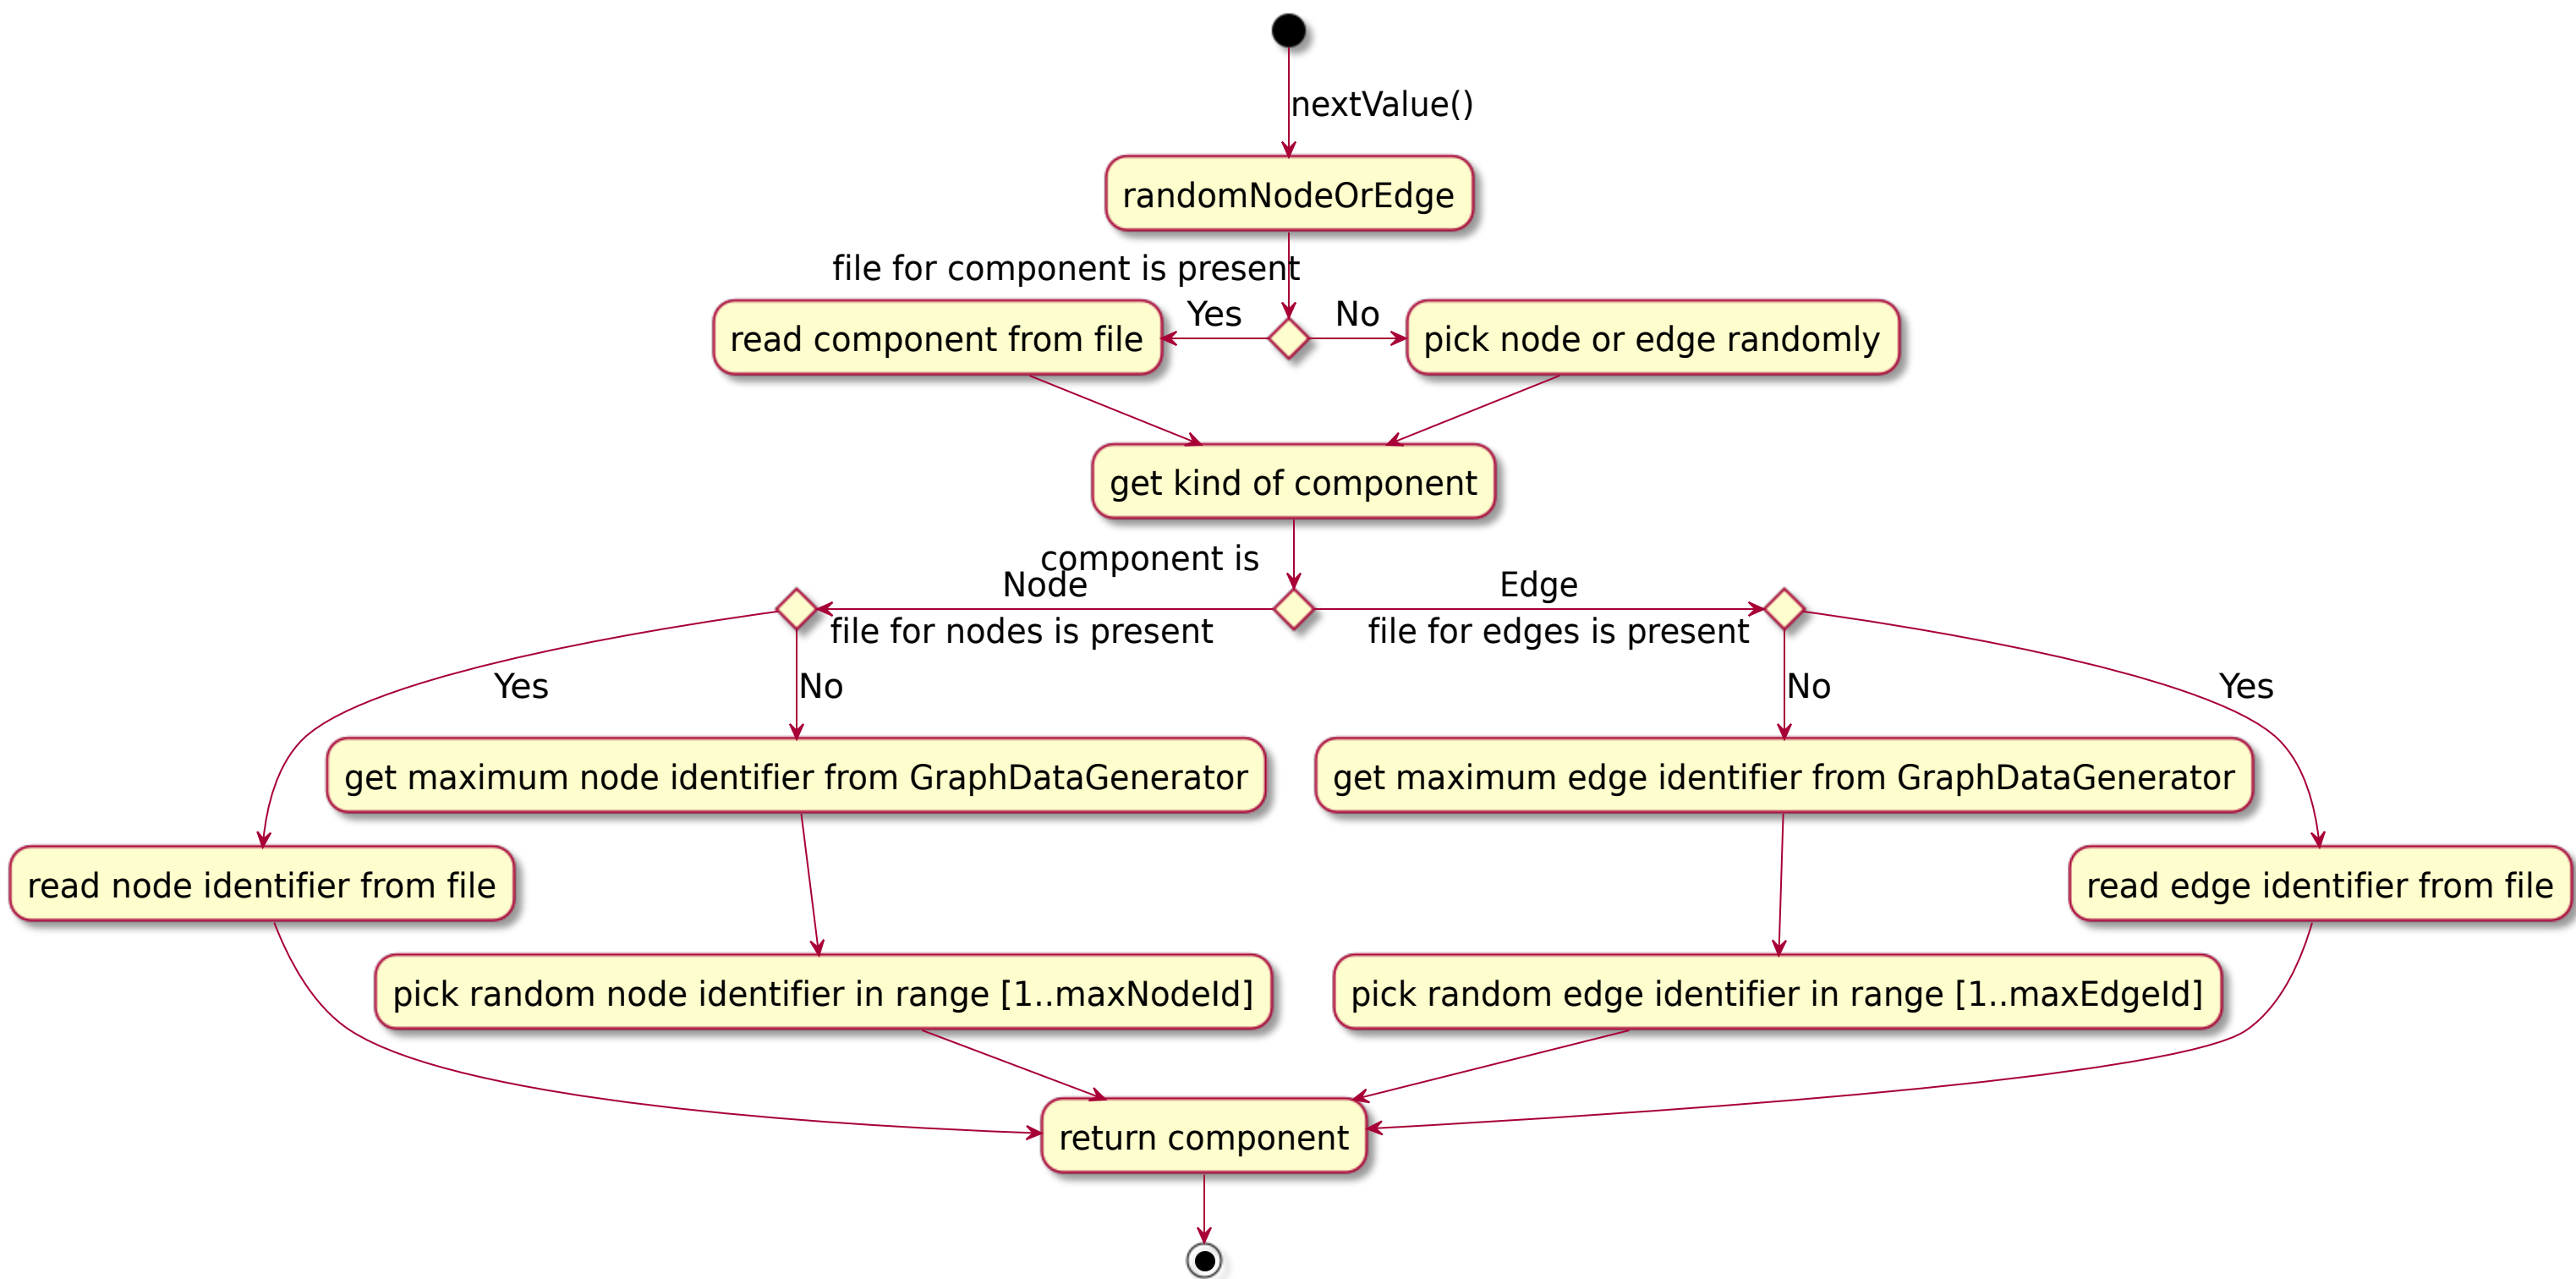 nextValue()
randomNodeOrEdge
file for component is present
Yes
No
read component from file
pick node or edge randomly
get kind of component
component is
Node
Edge
file for nodes is present
file for edges is present
Yes
No
No
Yes
get maximum node identifier from GraphDataGenerator
get maximum edge identifier from GraphDataGenerator
read node identifier from file
read edge identifier from file
pick random node identifier in range [1..maxNodeId]
pick random edge identifier in range [1..maxEdgeId]
return component